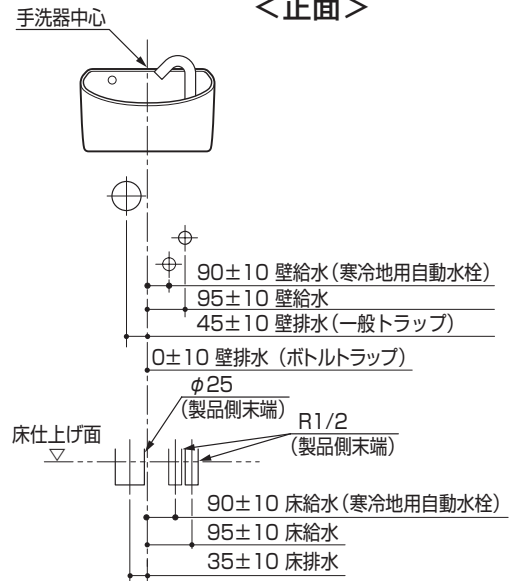 ＜正面＞
手洗器中心
90±10 壁給水（寒冷地用自動水栓）
95±10 壁給水
45±10 壁排水（一般トラップ）
0±10 壁排水（ボトルトラップ）
φ25
（製品側末端）
R1/2
（製品側末端）
床仕上げ面
90±10 床給水（寒冷地用自動水栓）
95±10 床給水
35±10 床排水